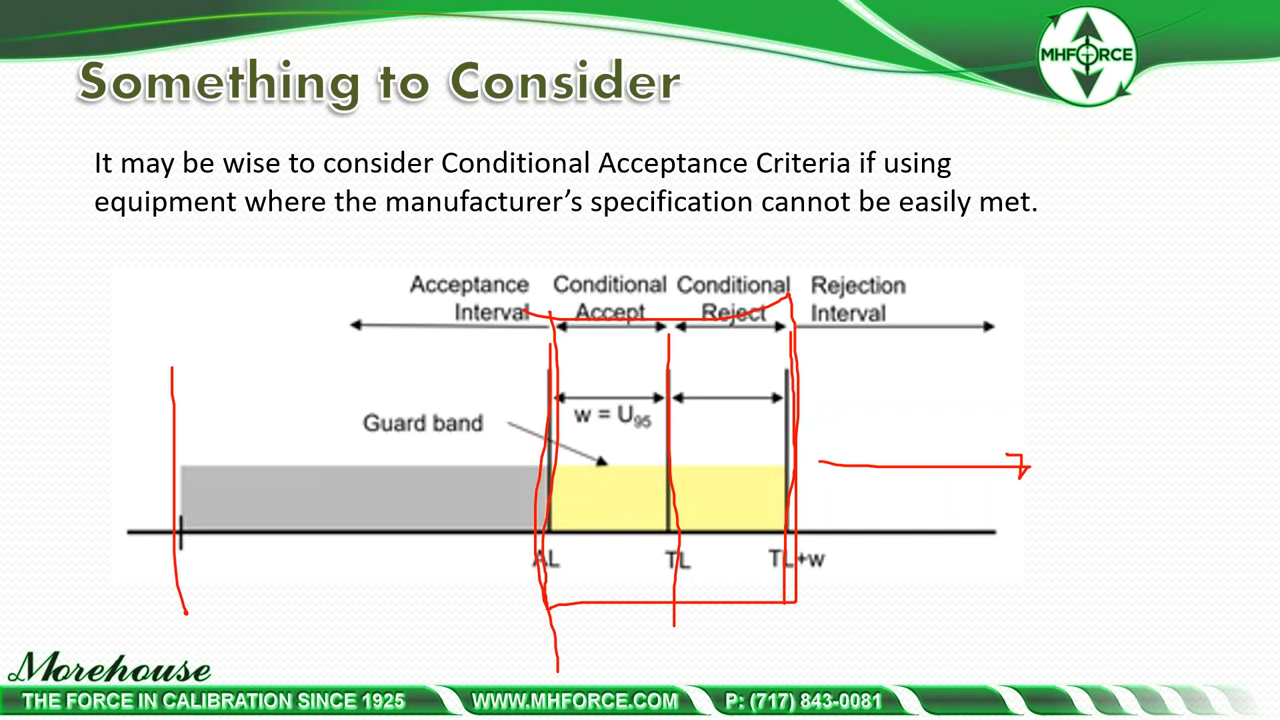 Something to Consider
MHFORCE
It may be wise to consider Conditional Acceptance Criteria if using
equipment where the manufacturer’s specification cannot be easily met.
Acceptance Interval
Conditional Accept
Conditional Reject
Rejection Interval
w = U95
Guard band
AL
TL
TL+w
Morehouse
THE FORCE IN CALIBRATION SINCE 1925
WWW.MHFORCE.COM
P: (717) 843-0081